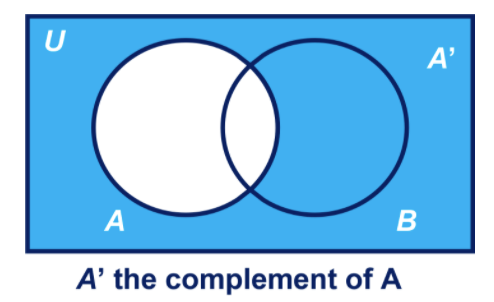 U
A’
A
B
A’ the complement of A